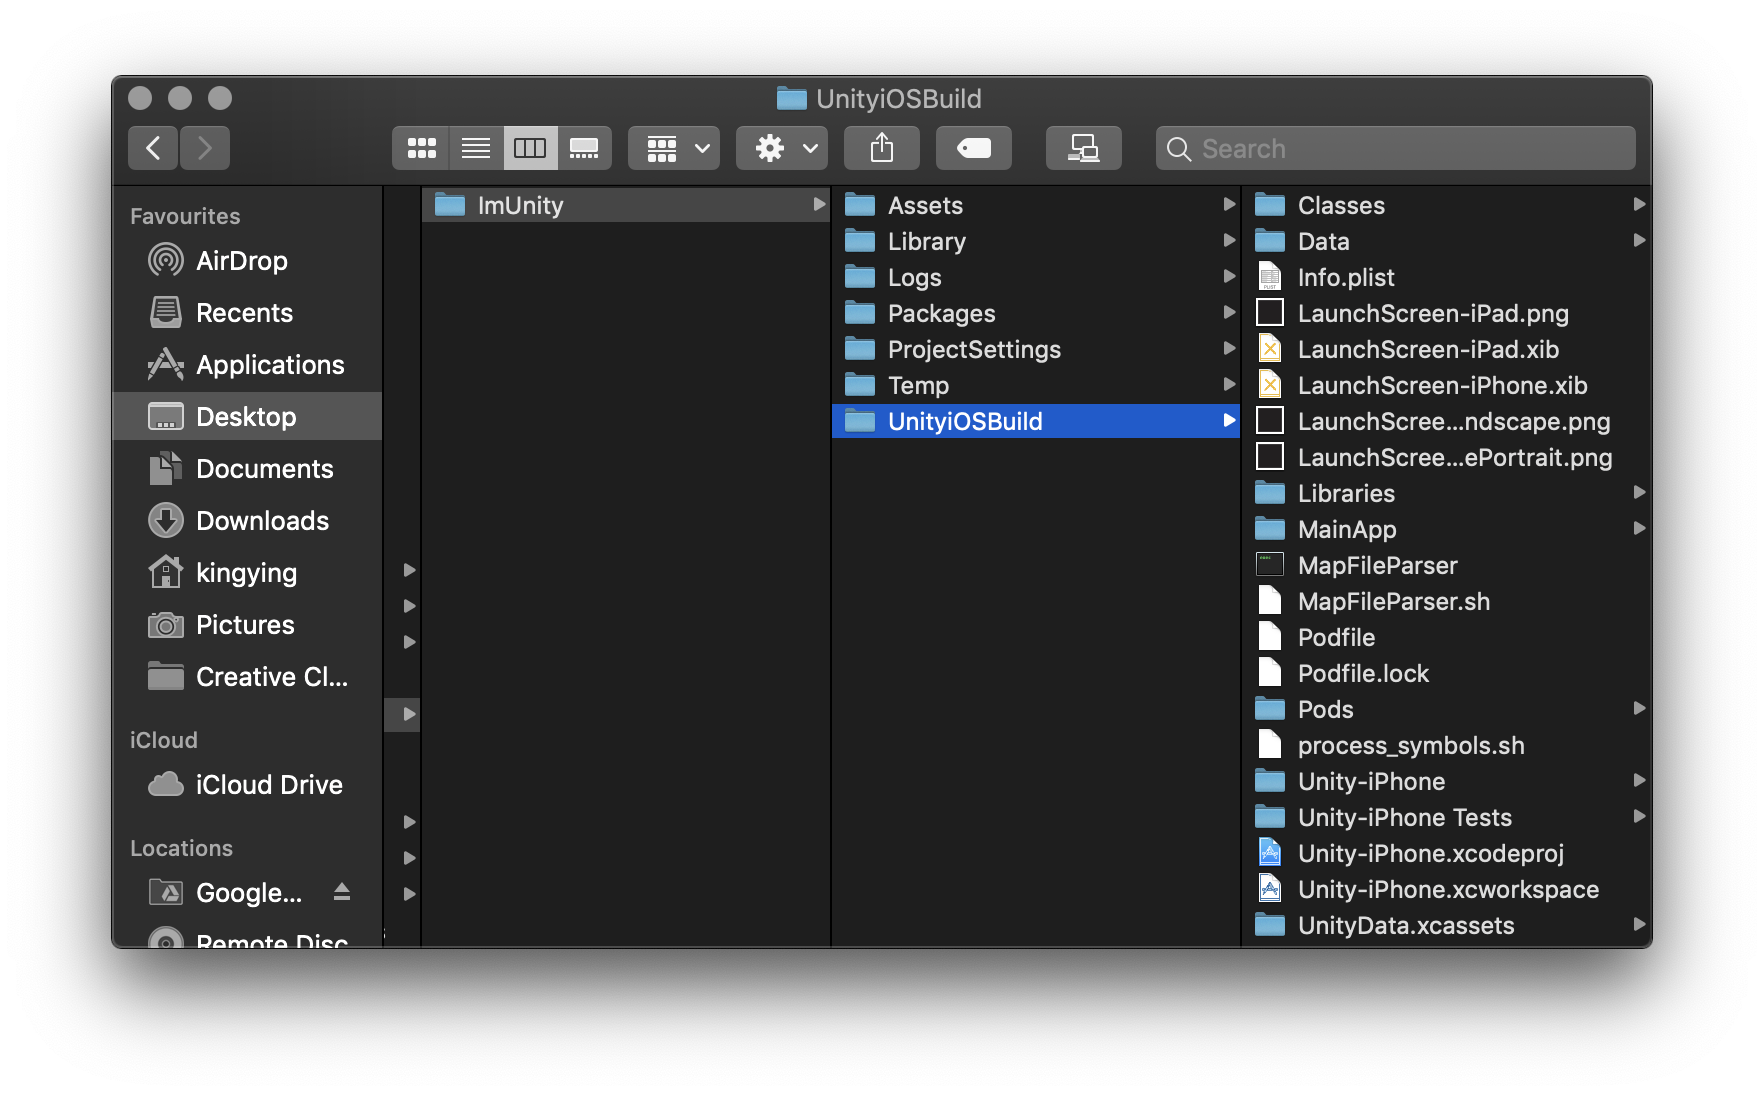 UnityiOSBuild
Search
Favourites
AirDrop
Recents
Applications
Desktop
Documents
Downloads
kingying
Pictures
Creative Cl...
iCloud
iCloud Drive
Locations
Google...
Remote Disc
ImUnity
Assets
Library
Logs
Packages
ProjectSettings
Temp
UnityiOSBuild
Classes
Data
Info.plist
LaunchScreen-iPad.png
LaunchScreen-iPad.xib
LaunchScreen-iPhone.xib
LaunchScree...ndscape.png
LaunchScree...ePortrait.png
Libraries
MainApp
MapFileParser
MapFileParser.sh
Podfile
Podfile.lock
Pods
process_symbols.sh
Unity-iPhone
Unity-iPhone Tests
Unity-iPhone.xcodeproj
Unity-iPhone.xcworkspace
UnityData.xcassets